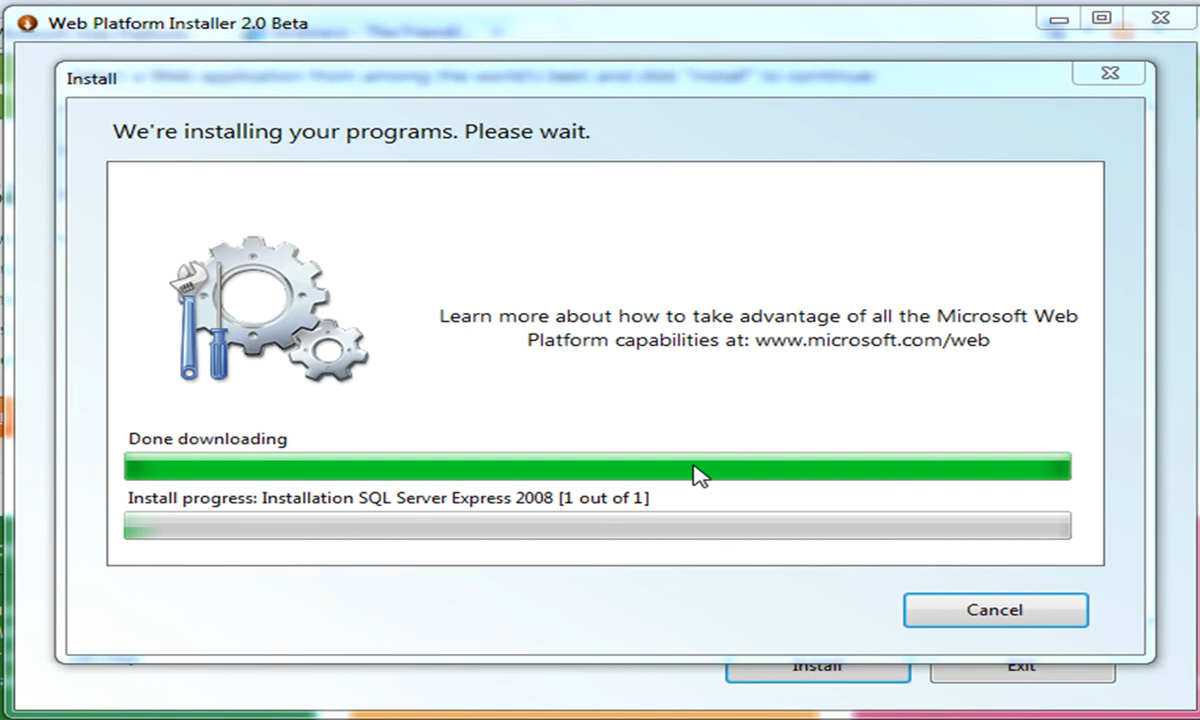 Web Platform Installer 2.0 Beta
Install
We're installing your programs. Please wait.
Learn more about how to take advantage of all the Microsoft Web
Platform capabilities at: www.microsoft.com/web
Done downloading
Install progress: Installation SQL Server Express 2008 [1 out of 1]
Cancel
Install
Exit